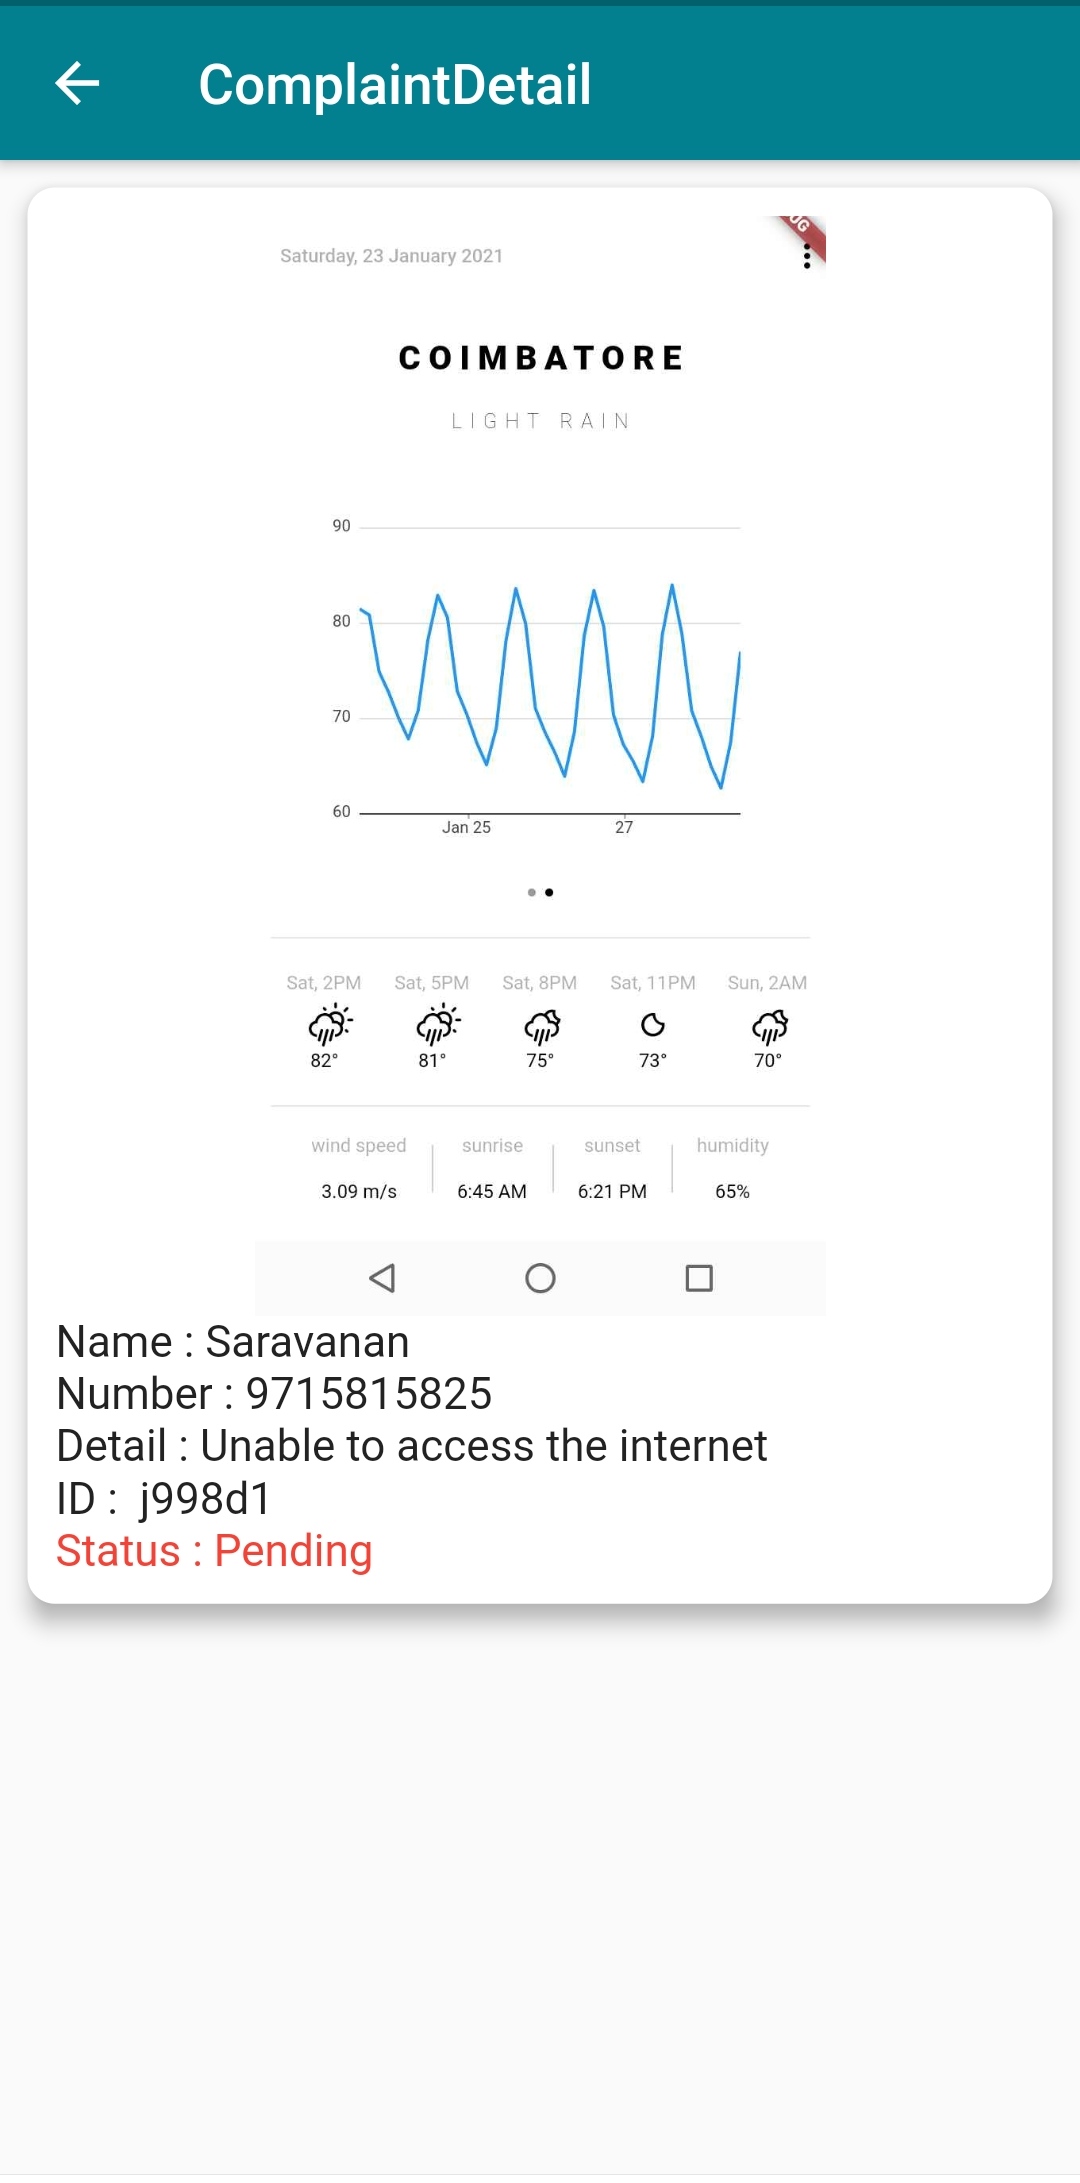 ComplaintDetail
Saturday, 23 January 2021
COIMBATORE
LIGHT RAIN
90
80
70
60
Jan 25 27
Sat, 2PM Sat, 5PM Sat, 8PM Sat, 11PM Sun, 2AM
82° 81° 75° 73° 70°
wind speed sunrise sunset humidity
3.09 m/s 6:45 AM 6:21 PM 65%
Name : Saravanan
Number : 9715815825
Detail : Unable to access the internet
ID : j998d1
Status : Pending